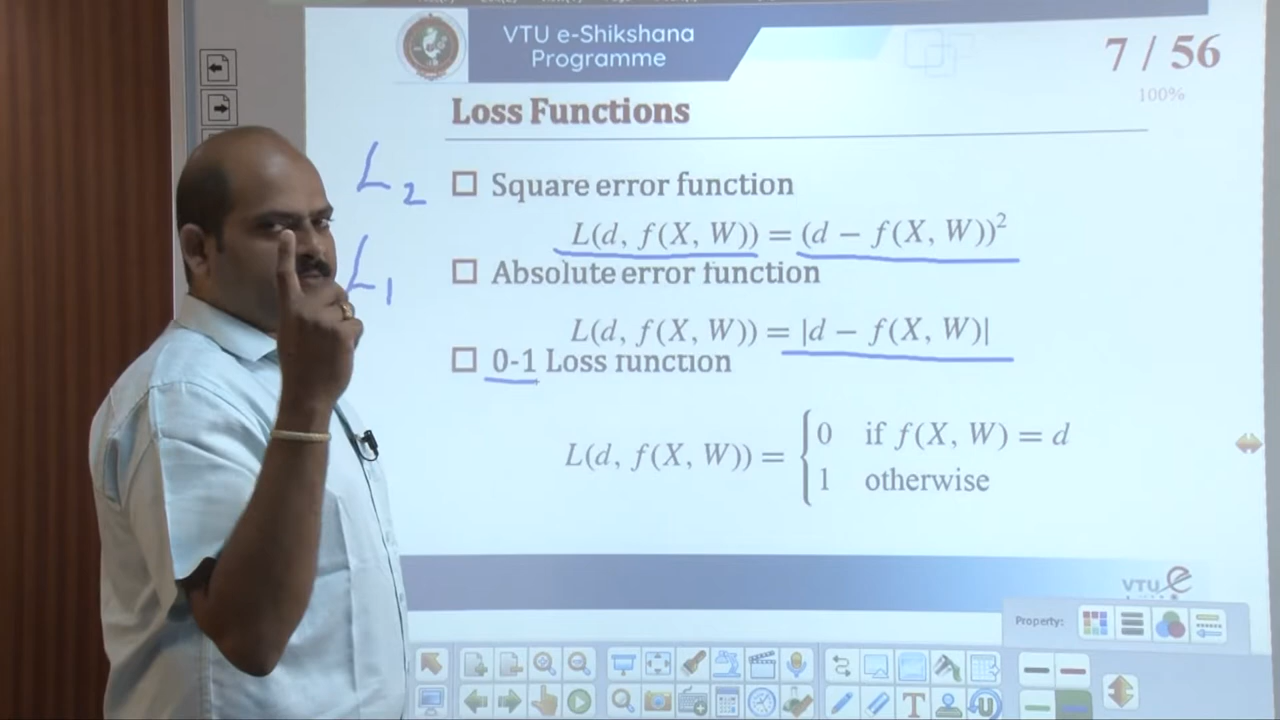 VTU e-Shikshana
Programme
7 / 56
100%
Loss Functions
L₂
☐ Square error function
L(d, f(X, W)) = (d − f(X, W))²
L₁
☐ Absolute error function
L(d, f(X, W)) = |d − f(X, W)|
☐ 0-1 Loss function
L(d, f(X, W)) = { 0 if f(X, W) = d
1 otherwise
VTU e
Property: